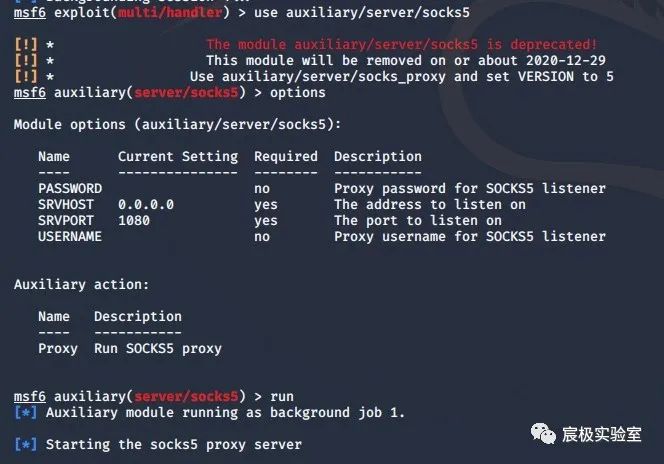 msf6 exploit(multi/handler) > use auxiliary/server/socks5
[!] * The module auxiliary/server/socks5 is deprecated!
[!] * This module will be removed on or about 2020-12-29
[!] * Use auxiliary/server/socks_proxy and set VERSION to 5
msf6 auxiliary(server/socks5) > options
Module options (auxiliary/server/socks5):
Name Current Setting Required Description
---- --------------- -------- -----------
PASSWORD no Proxy password for SOCKS5 listener
SRVHOST 0.0.0.0 yes The address to listen on
SRVPORT 1080 yes The port to listen on
USERNAME no Proxy username for SOCKS5 listener
Auxiliary action:
Name Description
---- -----------
Proxy Run SOCKS5 proxy
msf6 auxiliary(server/socks5) > run
[*] Auxiliary module running as background job 1.
[*] Starting the socks5 proxy server
宸极实验室